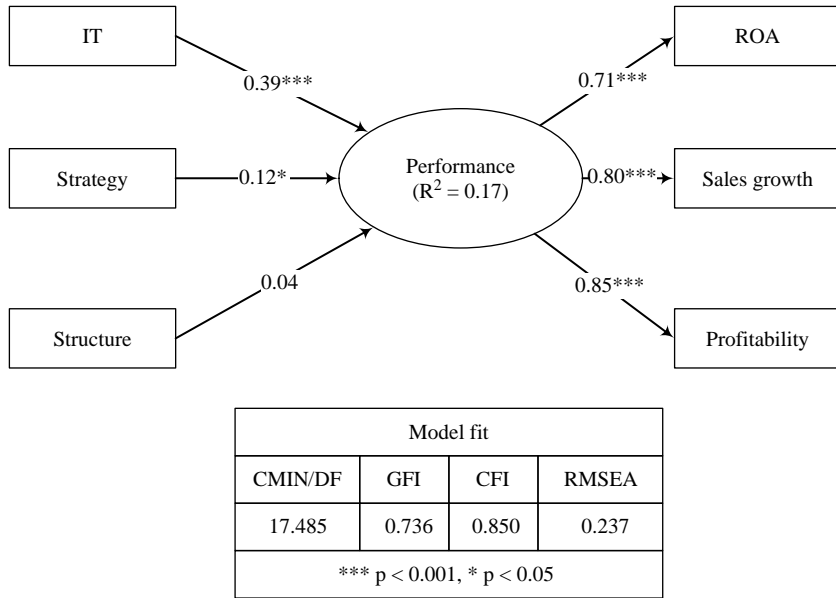 IT
ROA
0.39***
0.71***
Strategy
0.12*
Performance
(R² = 0.17)
0.80***
Sales growth
Structure
0.04
0.85***
Profitability
Model fit
CMIN/DF GFI CFI RMSEA
17.485 0.736 0.850 0.237
*** p < 0.001, * p < 0.05